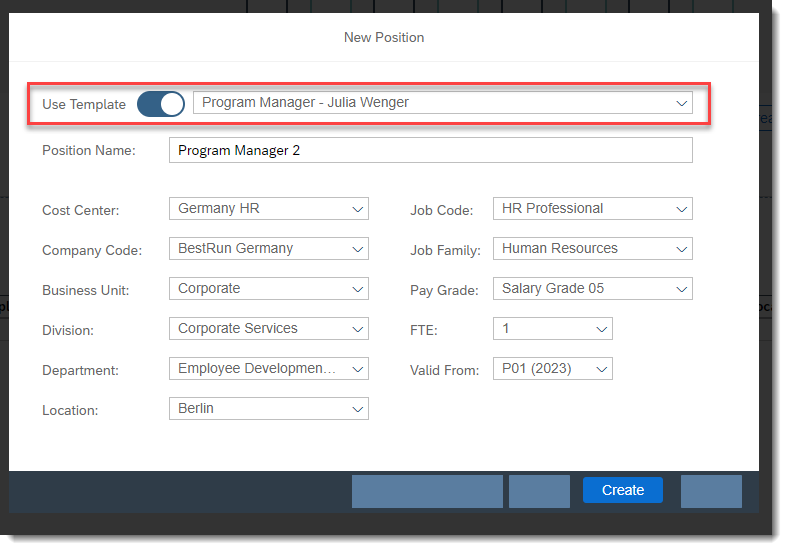 New Position
Use Template Program Manager - Julia Wenger
Position Name: Program Manager 2
Cost Center: Germany HR Job Code: HR Professional
Company Code: BestRun Germany Job Family: Human Resources
Business Unit: Corporate Pay Grade: Salary Grade 05
Division: Corporate Services FTE: 1
Department: Employee Developmen... Valid From: P01 (2023)
Location: Berlin
Create